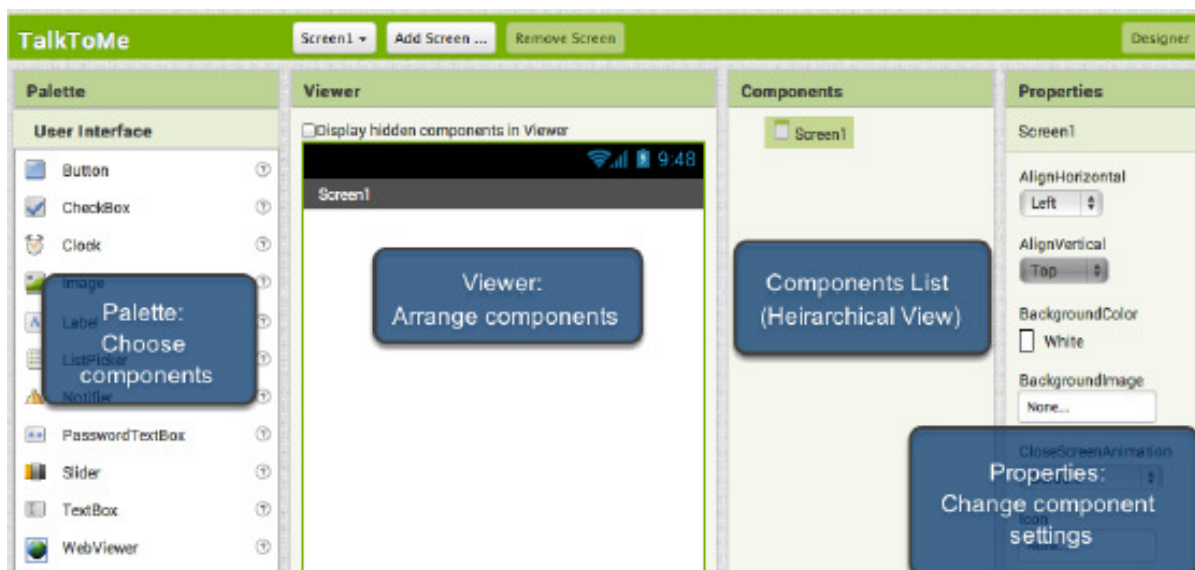 TalkToMe
Screen1
Add Screen ...
Remove Screen
Designer
Palette
User Interface
Button
CheckBox
Clock
Image
Label
ListPicker
Notifier
PasswordTextBox
Slider
TextBox
WebViewer
Palette:
Choose
components
Viewer
Display hidden components in Viewer
9:48
Screen1
Viewer:
Arrange components
Components
Screen1
Components List
(Heirarchical View)
Properties
Screen1
AlignHorizontal
Left
AlignVertical
Top
BackgroundColor
White
BackgroundImage
None...
CloseScreenAnimation
Icon
None...
Properties:
Change component
settings